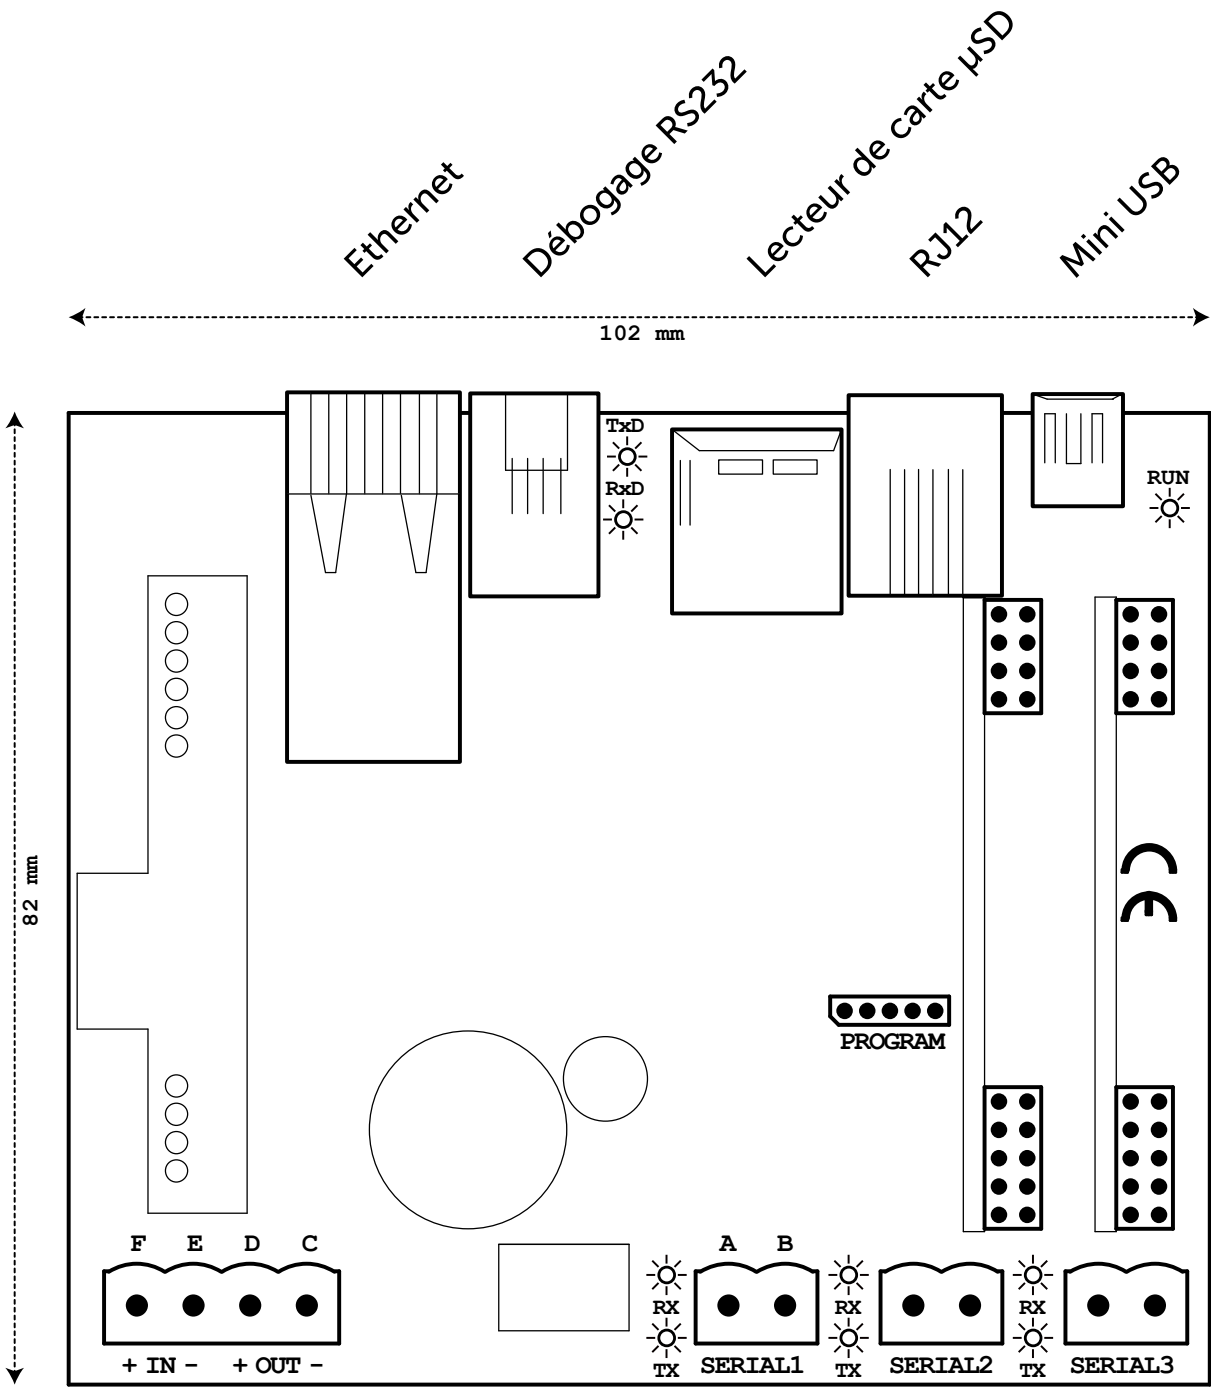 Ethernet
Débogage RS232
Lecteur de carte µSD
RJ12
Mini USB
102 mm
82 mm
TxD
RxD
RUN
CE
PROGRAM
F E D C
A B
RX RX RX
TX TX TX
+ IN - + OUT -
SERIAL1 SERIAL2 SERIAL3